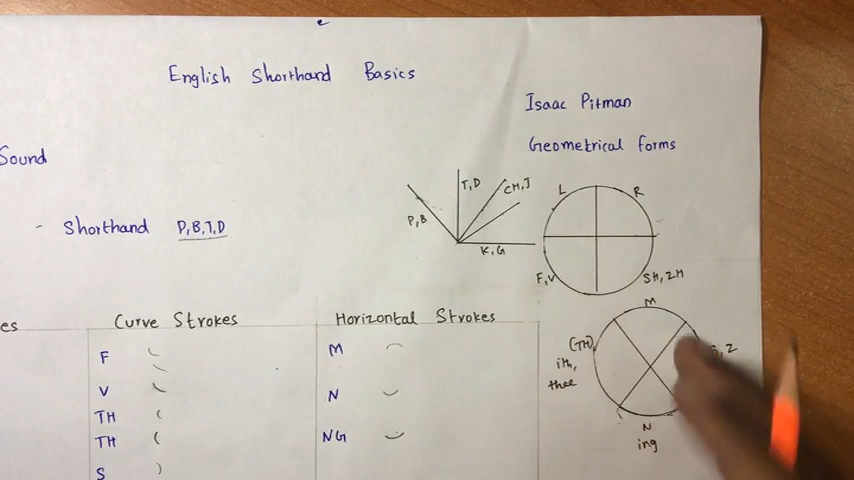 English Shorthand Basics
Isaac Pitman
Geometrical forms
Sound
- Shorthand P,B,T,D
P,B
T,D
CH,J
K,G
L
R
F,V
SH,ZH
es
Curve Strokes
Horizontal Strokes
F
V
TH
TH
S
M
N
NG
M
(TH)
ith,
thee
S, Z
N
ing